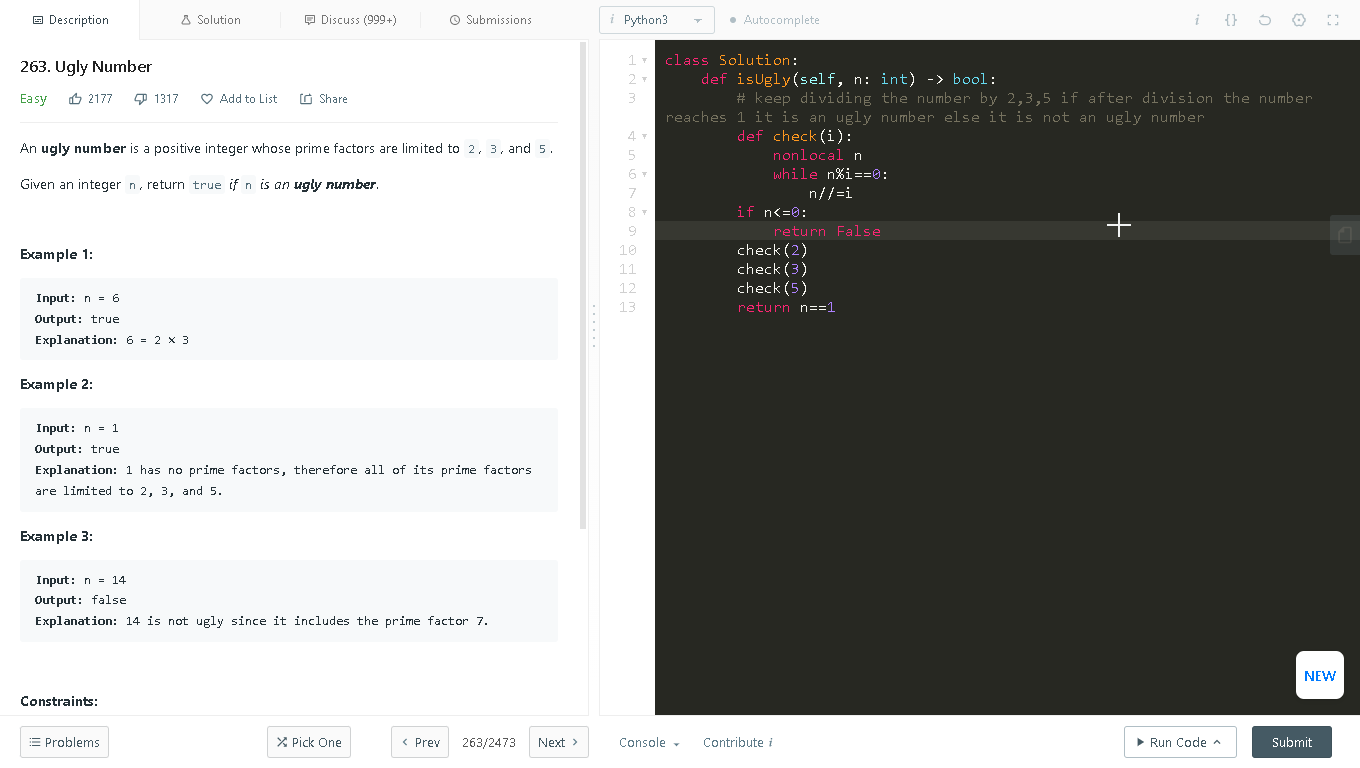 Description
Solution
Discuss (999+)
Submissions
i Python3
Autocomplete
i {}
263. Ugly Number
Easy 2177 1317 Add to List Share
An ugly number is a positive integer whose prime factors are limited to 2, 3, and 5.
Given an integer n, return true if n is an ugly number.
Example 1:
Input: n = 6
Output: true
Explanation: 6 = 2 × 3
Example 2:
Input: n = 1
Output: true
Explanation: 1 has no prime factors, therefore all of its prime factors
are limited to 2, 3, and 5.
Example 3:
Input: n = 14
Output: false
Explanation: 14 is not ugly since it includes the prime factor 7.
Constraints:
1 class Solution:
2 def isUgly(self, n: int) -> bool:
3 # keep dividing the number by 2,3,5 if after division the number
reaches 1 it is an ugly number else it is not an ugly number
4 def check(i):
5 nonlocal n
6 while n%i==0:
7 n//=i
8 if n<=0:
9 return False
10 check(2)
11 check(3)
12 check(5)
13 return n==1
NEW
Problems
Pick One
Prev
263/2473
Next
Console
Contribute i
Run Code
Submit